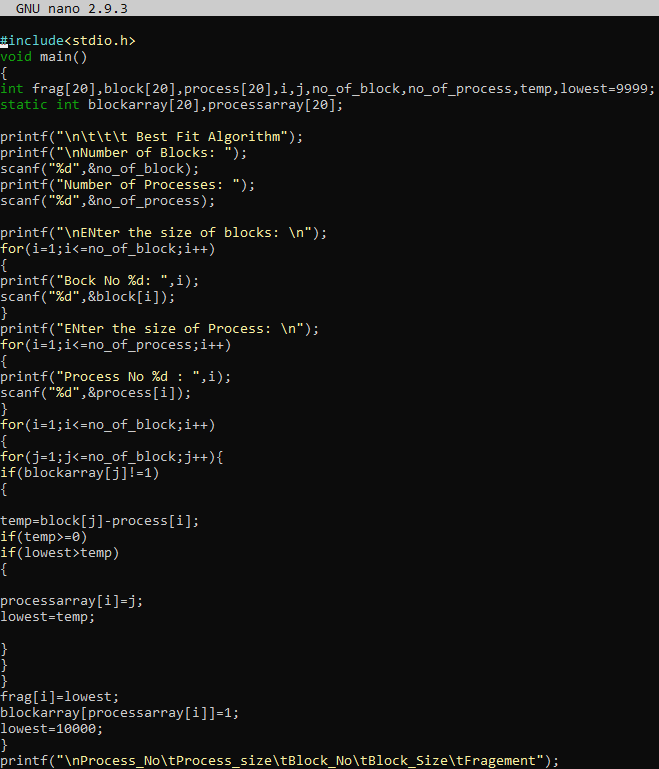 GNU nano 2.9.3
#include<stdio.h>
void main()
{
int frag[20],block[20],process[20],i,j,no_of_block,no_of_process,temp,lowest=9999;
static int blockarray[20],processarray[20];
printf("\n\t\t\t Best Fit Algorithm");
printf("\nNumber of Blocks: ");
scanf("%d",&no_of_block);
printf("Number of Processes: ");
scanf("%d",&no_of_process);
printf("\nENter the size of blocks: \n");
for(i=1;i<=no_of_block;i++)
{
printf("Bock No %d: ",i);
scanf("%d",&block[i]);
}
printf("ENter the size of Process: \n");
for(i=1;i<=no_of_process;i++)
{
printf("Process No %d : ",i);
scanf("%d",&process[i]);
}
for(i=1;i<=no_of_block;i++)
{
for(j=1;j<=no_of_block;j++){
if(blockarray[j]!=1)
{
temp=block[j]-process[i];
if(temp>=0)
if(lowest>temp)
{
processarray[i]=j;
lowest=temp;
}
}
}
frag[i]=lowest;
blockarray[processarray[i]]=1;
lowest=10000;
}
printf("\nProcess_No\tProcess_size\tBlock_No\tBlock_Size\tFragement");